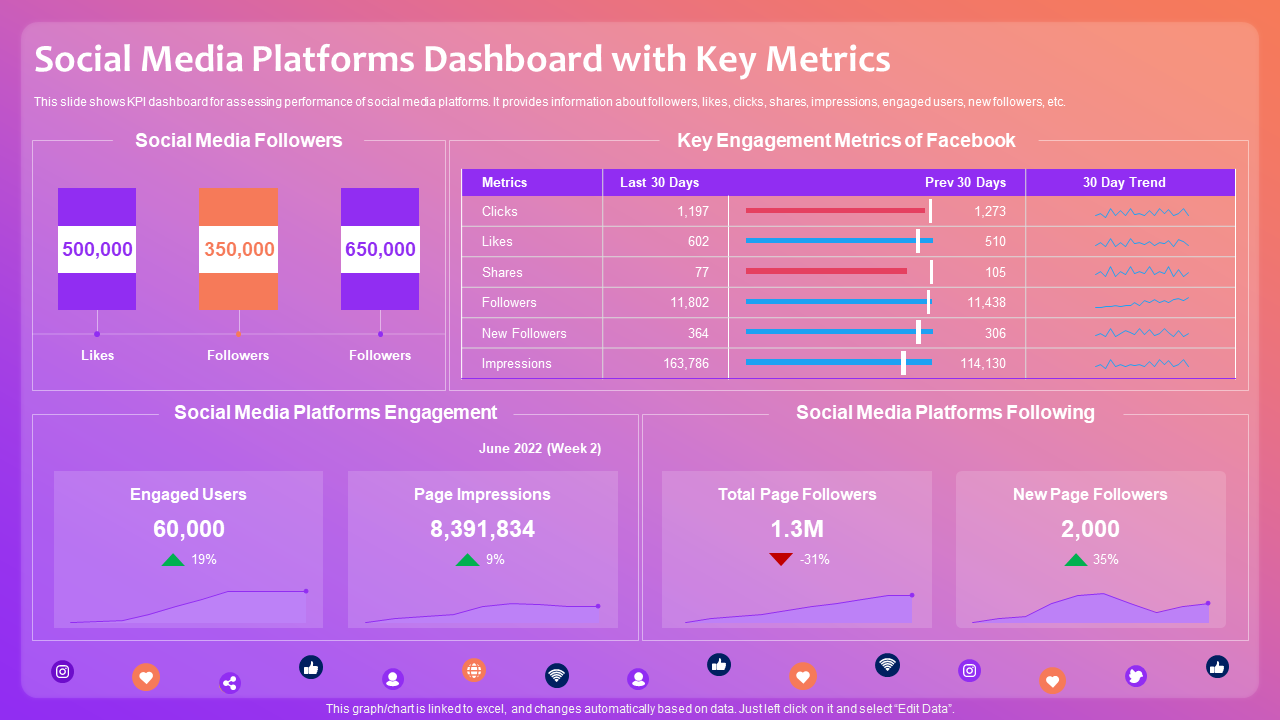 Social Media Platforms Dashboard with Key Metrics
This slide shows KPI dashboard for assessing performance of social media platforms. It provides information about followers, likes, clicks, shares, impressions, engaged users, new followers, etc.
Social Media Followers
500,000 350,000 650,000
Likes Followers Followers
Key Engagement Metrics of Facebook
Metrics Last 30 Days Prev 30 Days 30 Day Trend
Clicks 1,197 1,273
Likes 602 510
Shares 77 105
Followers 11,802 11,438
New Followers 364 306
Impressions 163,786 114,130
Social Media Platforms Engagement
June 2022 (Week 2)
Engaged Users
60,000
19%
Page Impressions
8,391,834
9%
Social Media Platforms Following
Total Page Followers
1.3M
-31%
New Page Followers
2,000
35%
This graph/chart is linked to excel, and changes automatically based on data. Just left click on it and select “Edit Data”.